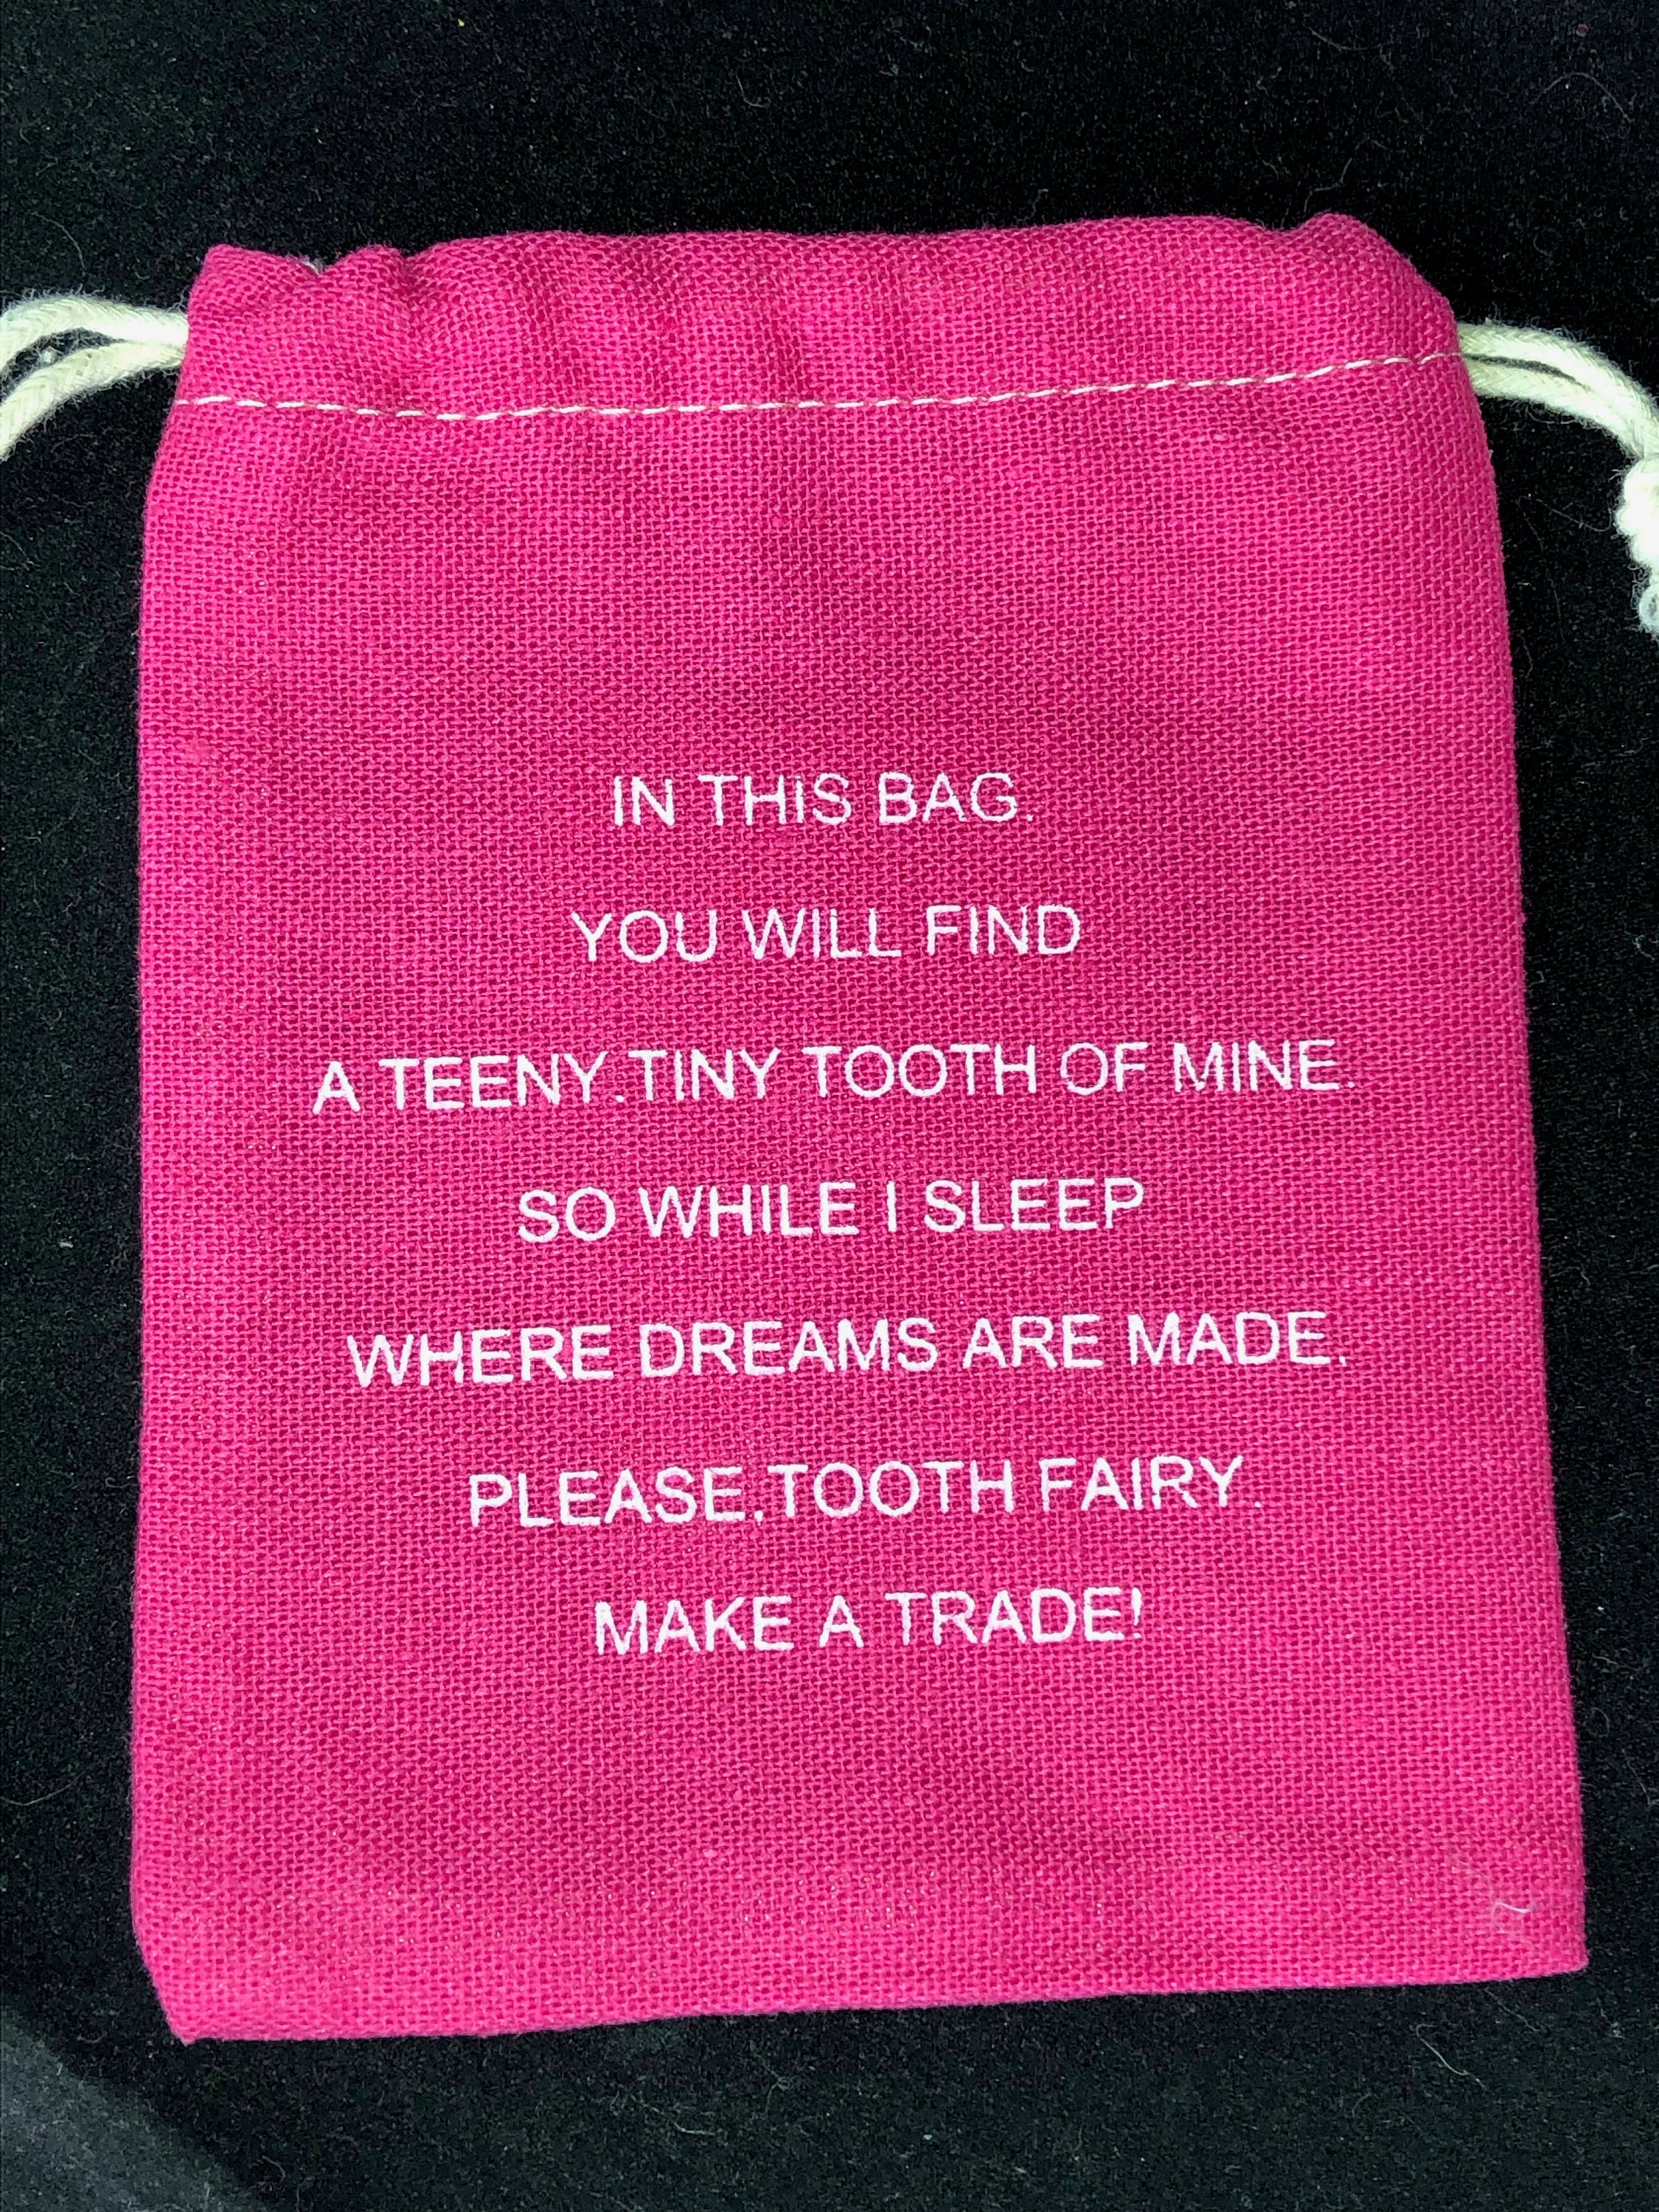 IN THIS BAG.
YOU WILL FIND
A TEENY.TINY TOOTH OF MINE.
SO WHILE I SLEEP
WHERE DREAMS ARE MADE.
PLEASE.TOOTH FAIRY.
MAKE A TRADE!